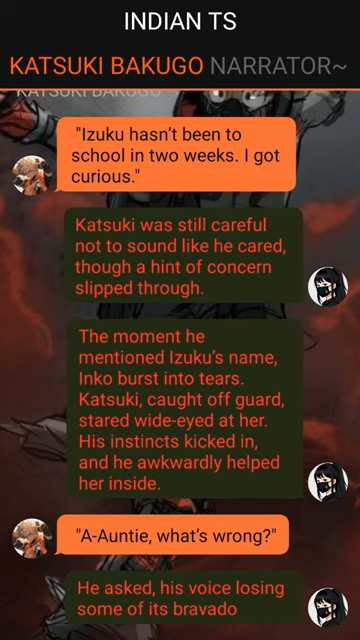 INDIAN TS
KATSUKI BAKUGO NARRATOR~
KATSUKI BAKUGO
"Izuku hasn't been to
school in two weeks. I got
curious."
Katsuki was still careful
not to sound like he cared,
though a hint of concern
slipped through.
The moment he
mentioned Izuku's name,
Inko burst into tears.
Katsuki, caught off guard,
stared wide-eyed at her.
His instincts kicked in,
and he awkwardly helped
her inside.
"A-Auntie, what's wrong?"
He asked, his voice losing
some of its bravado